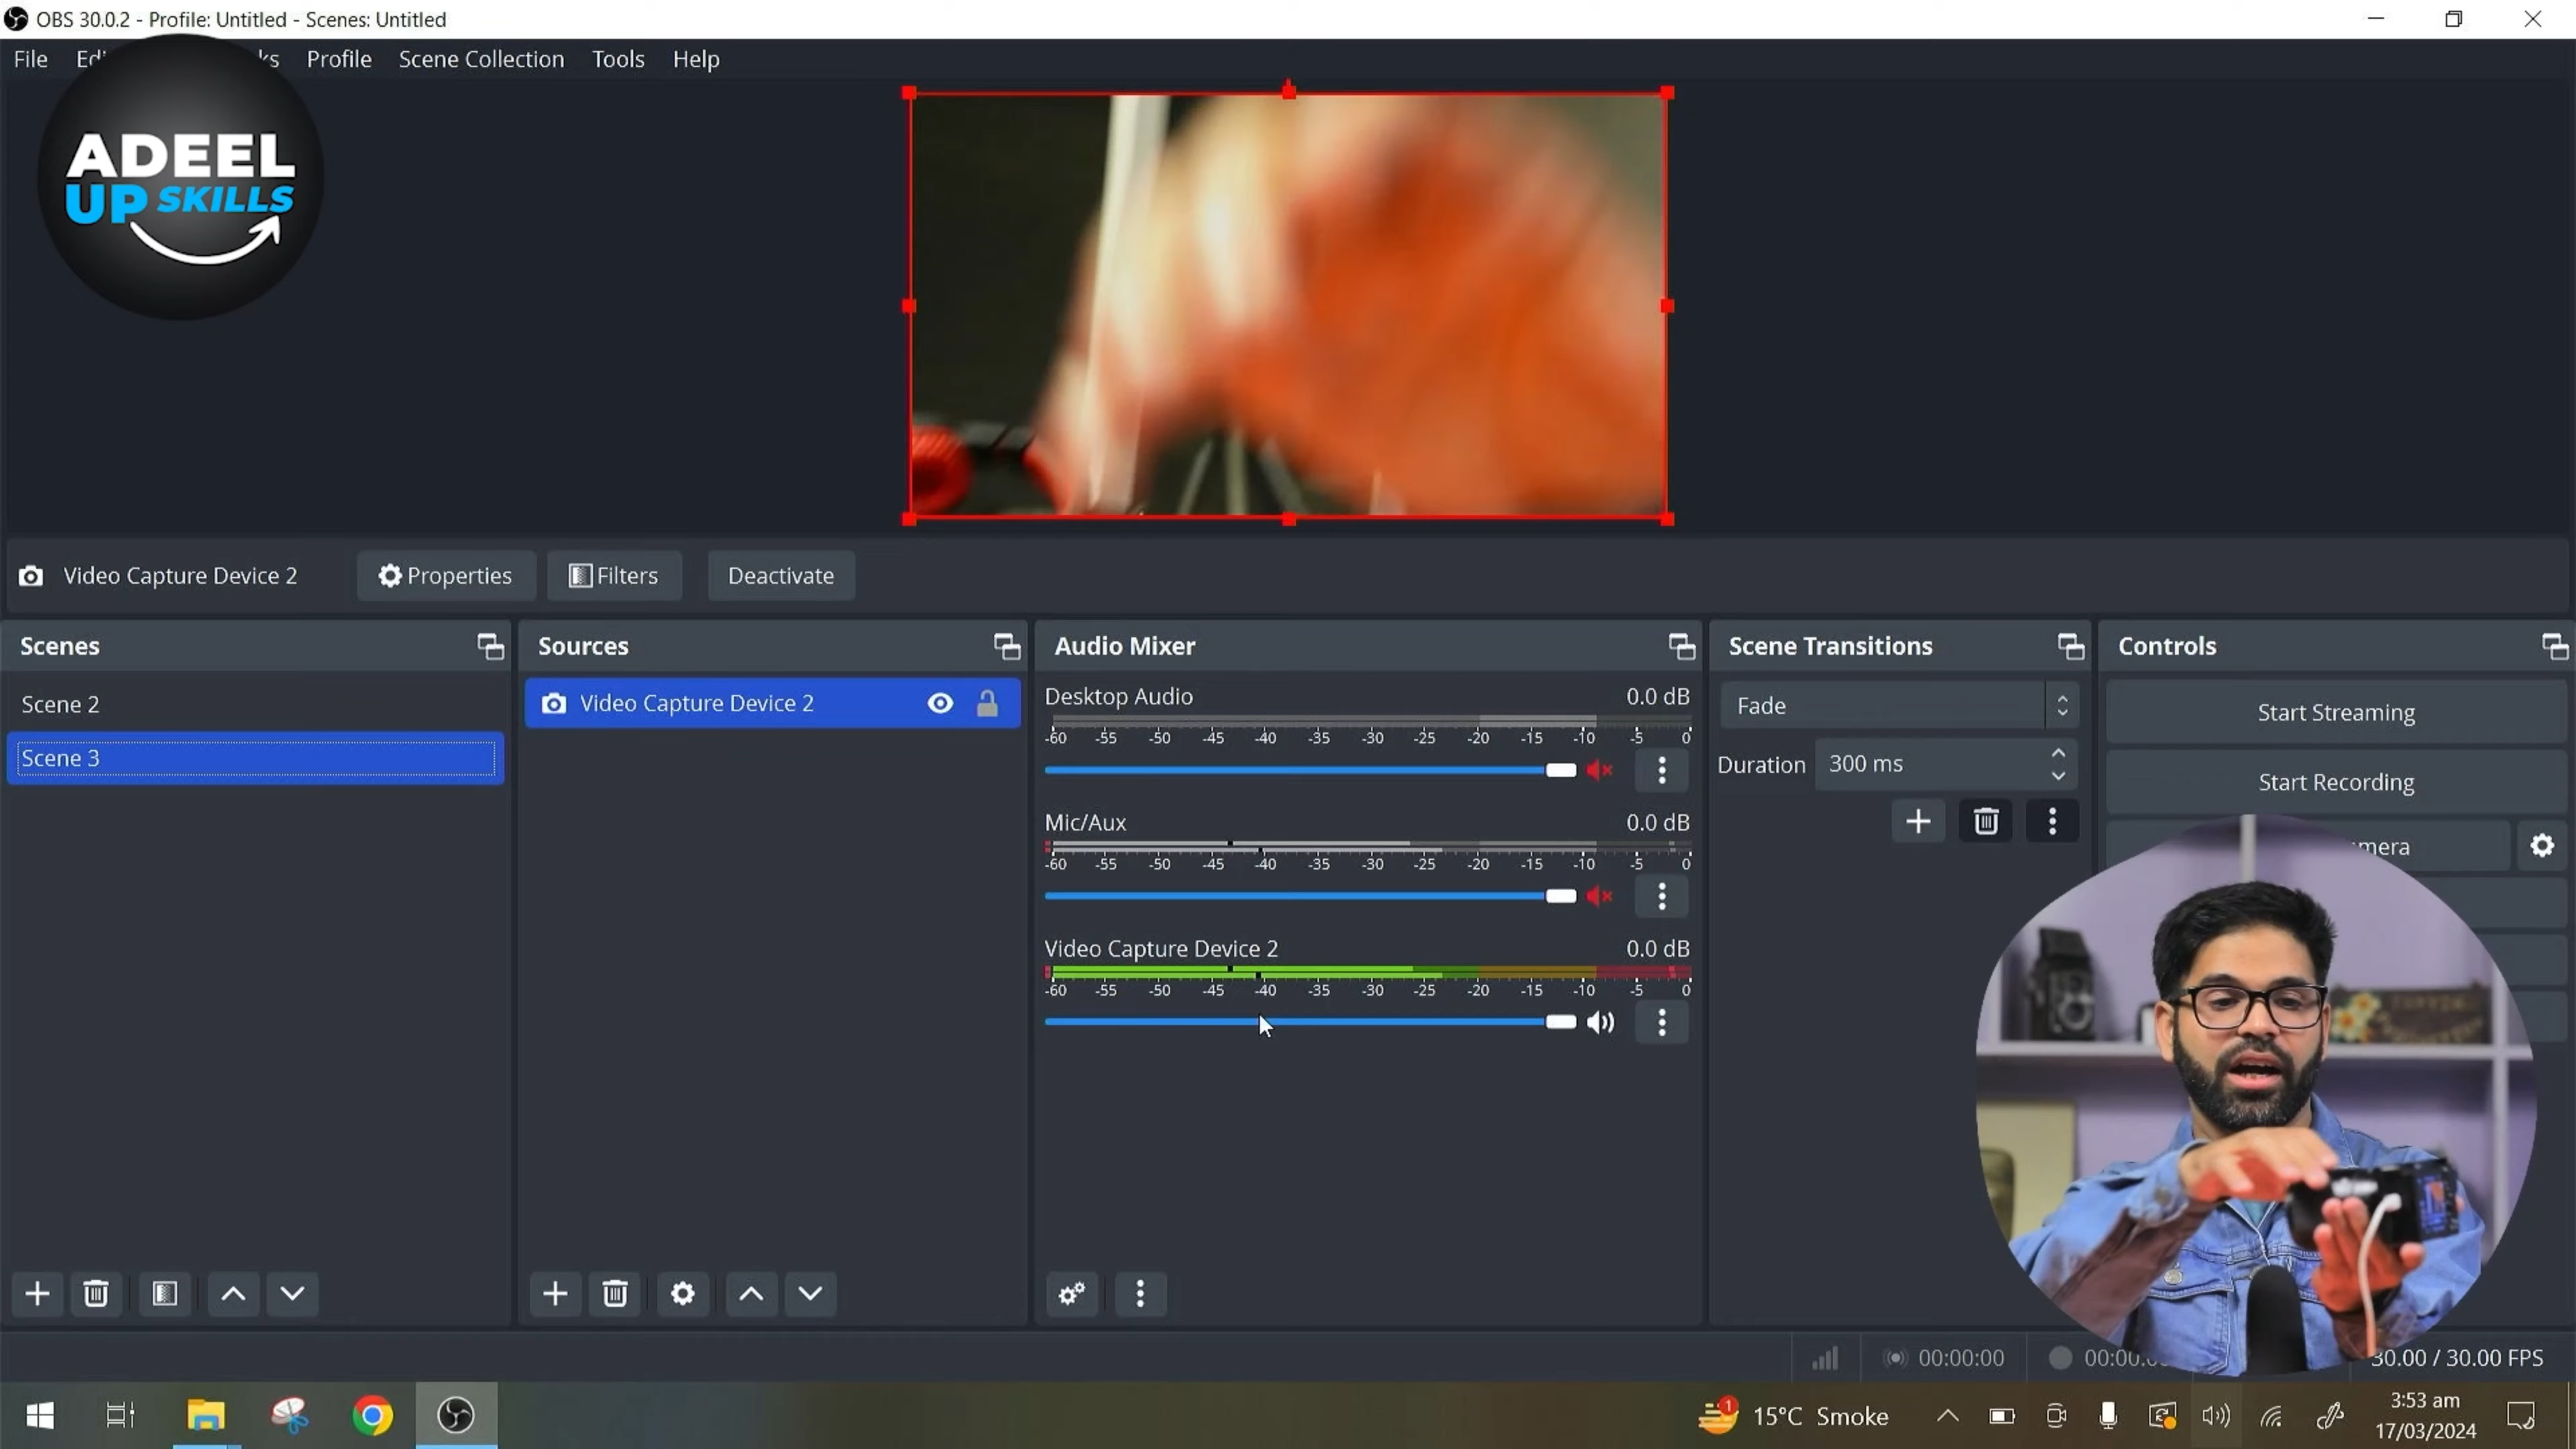 OBS 30.0.2 - Profile: Untitled - Scenes: Untitled
File Edi ks Profile Scene Collection Tools Help
ADEEL
UP SKILLS
Video Capture Device 2 Properties Filters Deactivate
Scenes
Scene 2
Scene 3
Sources
Video Capture Device 2
Audio Mixer
Desktop Audio 0.0 dB
-60 -55 -50 -45 -40 -35 -30 -25 -20 -15 -10 -5 0
Mic/Aux 0.0 dB
-60 -55 -50 -45 -40 -35 -30 -25 -20 -15 -10 -5 0
Video Capture Device 2 0.0 dB
-60 -55 -50 -45 -40 -35 -30 -25 -20 -15 -10 -5 0
Scene Transitions
Fade
Duration 300 ms
Controls
Start Streaming
Start Recording
mera
00:00:00 00:00: 30.00 / 30.00 FPS
1
15°C Smoke
3:53 am
17/03/2024